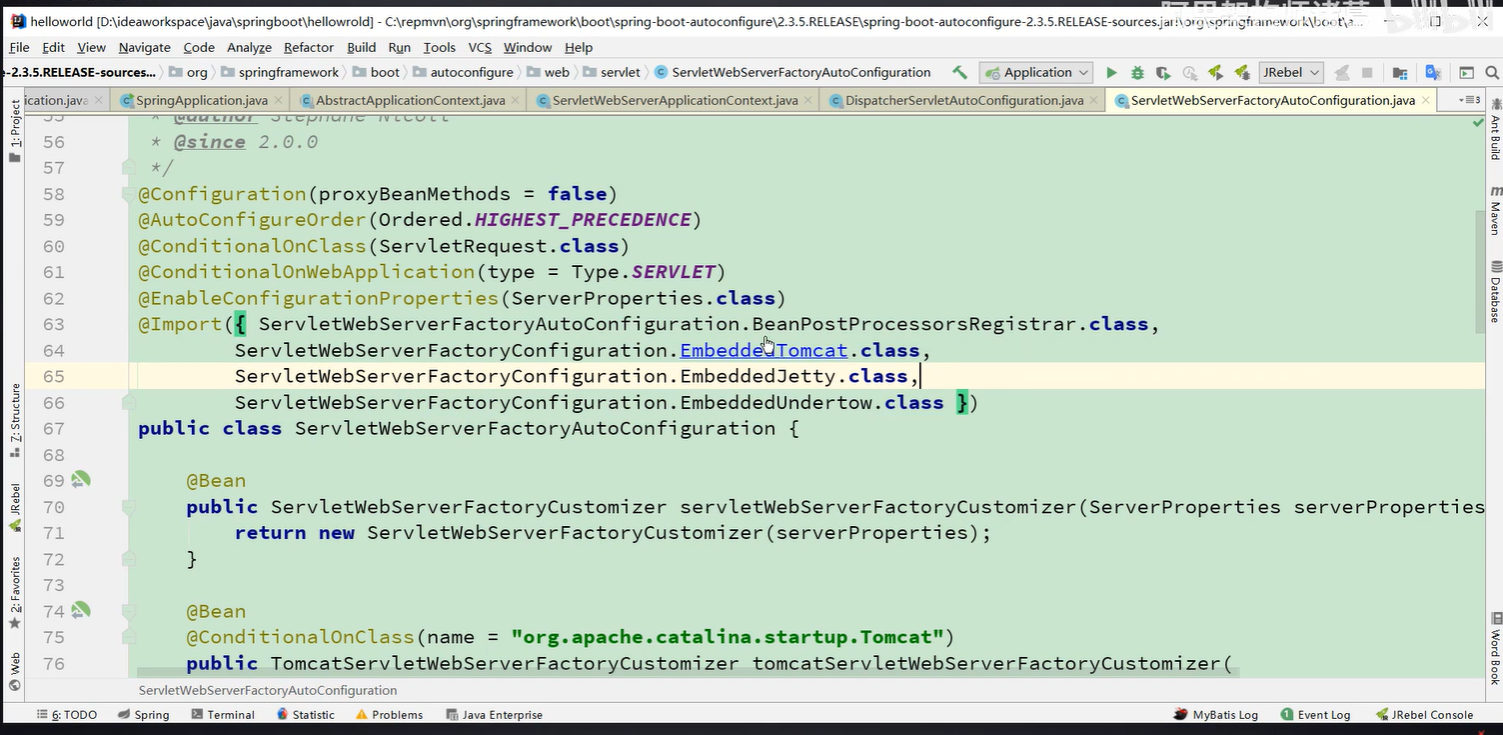 helloworld [D:\ideaworkspace\java\springboot\hellowrold] - C:\repmvn\org\springframework\boot\spring-boot-autoconfigure\2.3.5.RELEASE\spring-boot-autoconfigure-2.3.5.RELEASE-sources.jar!\org\springframework\boot\a...
File Edit View Navigate Code Analyze Refactor Build Run Tools VCS Window Help
e-2.3.5.RELEASE-sources... org springframework boot autoconfigure web servlet ServletWebServerFactoryAutoConfiguration Application JRebel
ication.java SpringApplication.java AbstractApplicationContext.java ServletWebServerApplicationContext.java DispatcherServletAutoConfiguration.java ServletWebServerFactoryAutoConfiguration.java 3
1: Project
Z: Structure
JRebel
2: Favorites
Web
55 * @author Stephane Nicoll
56 * @since 2.0.0
57 */
58 @Configuration(proxyBeanMethods = false)
59 @AutoConfigureOrder(Ordered.HIGHEST_PRECEDENCE)
60 @ConditionalOnClass(ServletRequest.class)
61 @ConditionalOnWebApplication(type = Type.SERVLET)
62 @EnableConfigurationProperties(ServerProperties.class)
63 @Import({ ServletWebServerFactoryAutoConfiguration.BeanPostProcessorsRegistrar.class,
64 ServletWebServerFactoryConfiguration.EmbeddedTomcat.class,
65 ServletWebServerFactoryConfiguration.EmbeddedJetty.class,
66 ServletWebServerFactoryConfiguration.EmbeddedUndertow.class })
67 public class ServletWebServerFactoryAutoConfiguration {
68
69 @Bean
70 public ServletWebServerFactoryCustomizer servletWebServerFactoryCustomizer(ServerProperties serverProperties
71 return new ServletWebServerFactoryCustomizer(serverProperties);
72 }
73
74 @Bean
75 @ConditionalOnClass(name = "org.apache.catalina.startup.Tomcat")
76 public TomcatServletWebServerFactoryCustomizer tomcatServletWebServerFactoryCustomizer(
Ant Build
Maven
Database
Word Book
ServletWebServerFactoryAutoConfiguration
6: TODO Spring Terminal Statistic Problems Java Enterprise MyBatis Log 1 Event Log JRebel Console